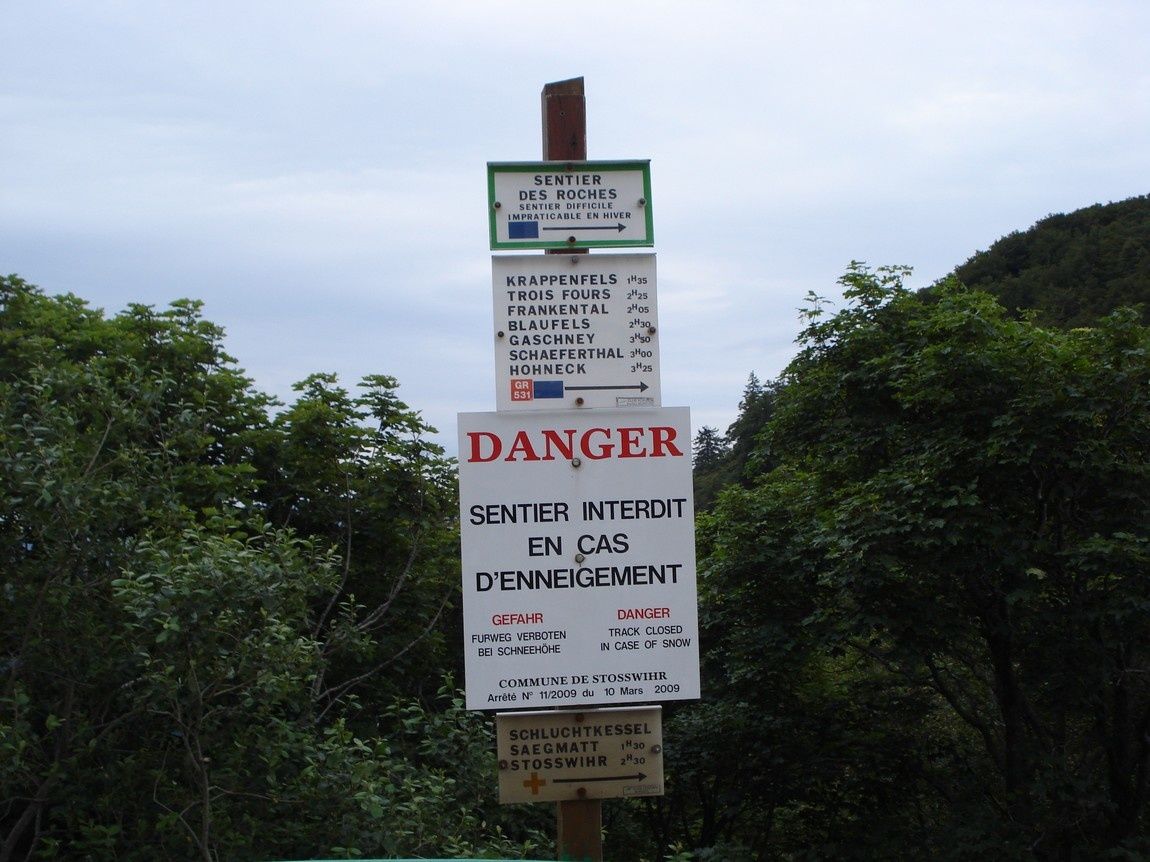 SENTIER
DES ROCHES
SENTIER DIFFICILE
IMPRATICABLE EN HIVER
KRAPPENFELS 1H35
TROIS FOURS 2H25
FRANKENTAL 2H05
BLAUFELS 2H30
GASCHNEY 3H50
SCHAEFERTHAL 3H00
HOHNECK 3H25
GR
531
DANGER
SENTIER INTERDIT
EN CAS
D'ENNEIGEMENT
GEFAHR
FURWEG VERBOTEN
BEI SCHNEEHÖHE
DANGER
TRACK CLOSED
IN CASE OF SNOW
COMMUNE DE STOSSWIHR
Arrêté N° 11/2009 du 10 Mars 2009
SCHLUCHTKESSEL
SAEGMATT 1H30
STOSSWIHR 2H30